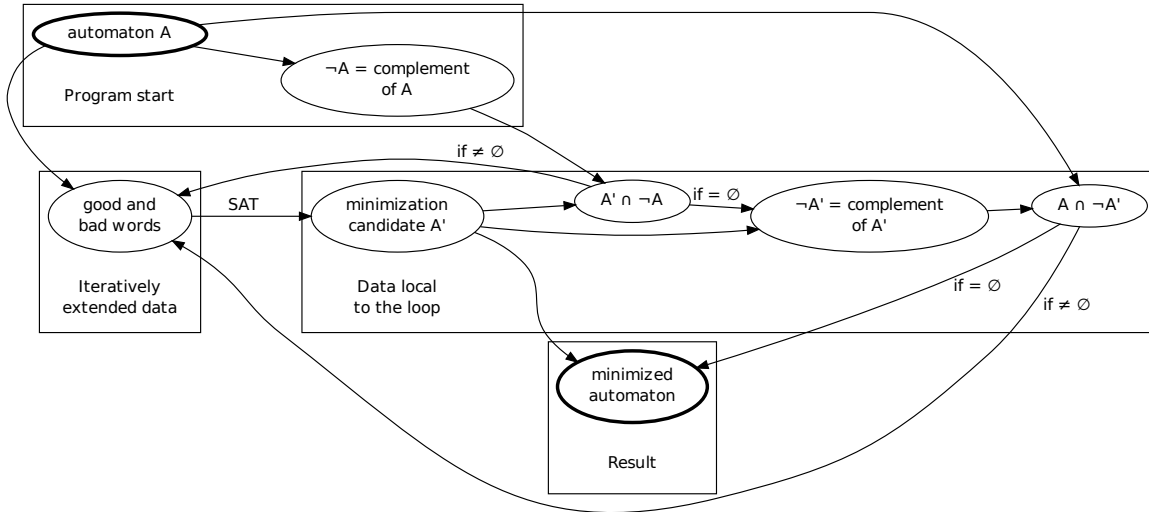 automaton A
¬A = complement
of A
Program start
if ≠ ∅
good and
bad words
SAT
minimization
candidate A'
A' ∩ ¬A
if = ∅
¬A' = complement
of A'
A ∩ ¬A'
Iteratively
extended data
Data local
to the loop
if = ∅
if ≠ ∅
minimized
automaton
Result